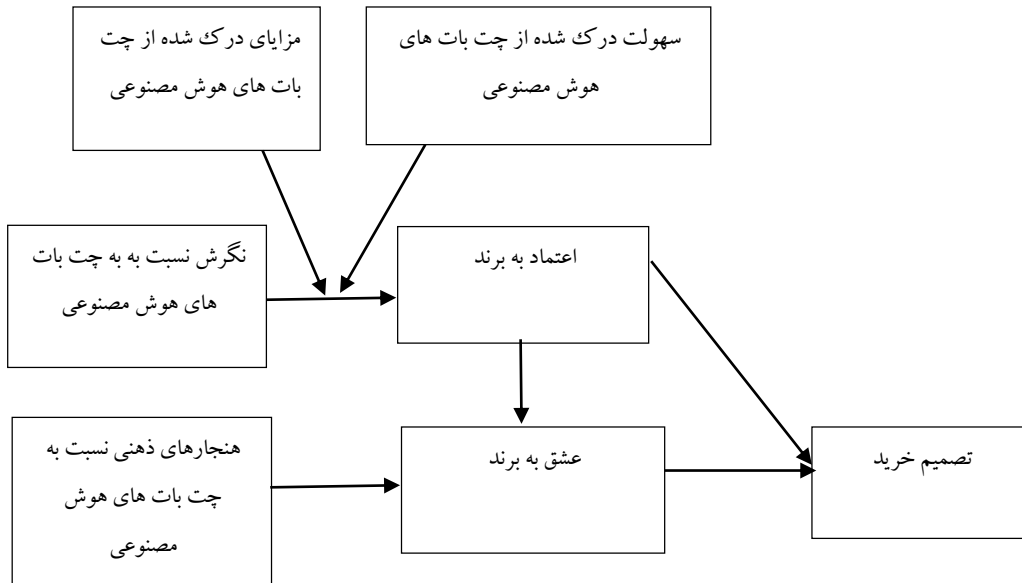 سهولت درک شده از چت بات های
هوش مصنوعی
مزایای درک شده از چت
بات های هوش مصنوعی
اعتماد به برند
نگرش نسبت به به چت بات
های هوش مصنوعی
تصمیم خرید
عشق به برند
هنجارهای ذهنی نسبت به
چت بات های هوش
مصنوعی